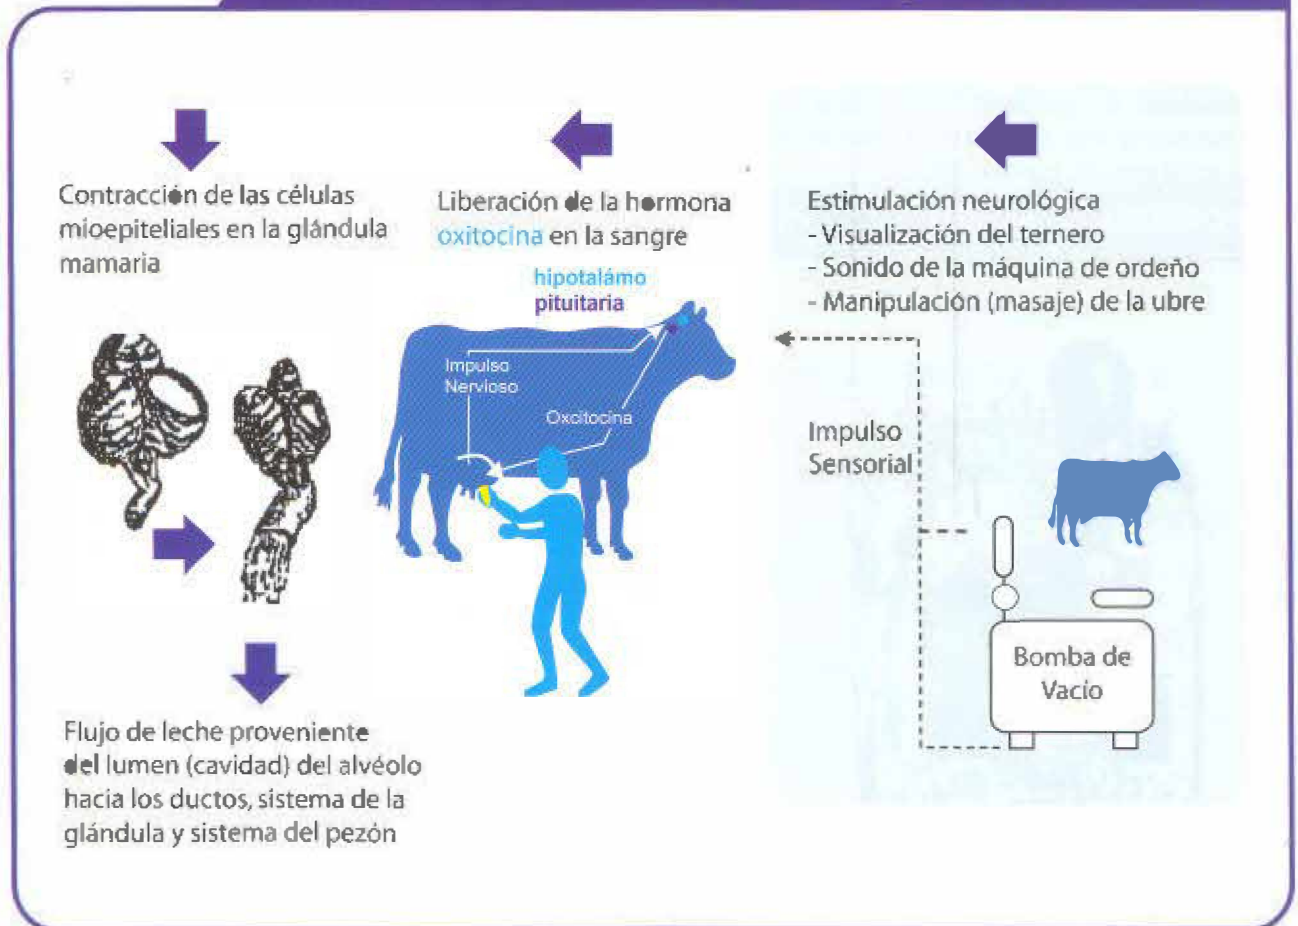 Contracción de las células
mioepiteliales en la glándula
mamaria
Liberación de la hormona
oxitocina en la sangre
hipotalámo
pituitaria
Impulso
Nervioso
Oxcitocina
Estimulación neurológica
- Visualización del ternero
- Sonido de la máquina de ordeño
- Manipulación (masaje) de la ubre
Impulso
Sensorial
Bomba de
Vacio
Flujo de leche proveniente
del lumen (cavidad) del alvéolo
hacia los ductos, sistema de la
glándula y sistema del pezón